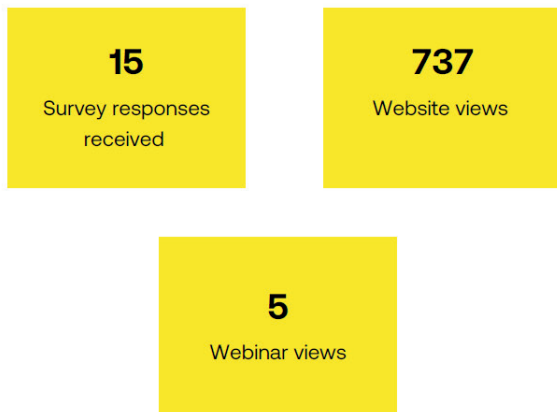 15
Survey responses
received
737
Website views
5
Webinar views